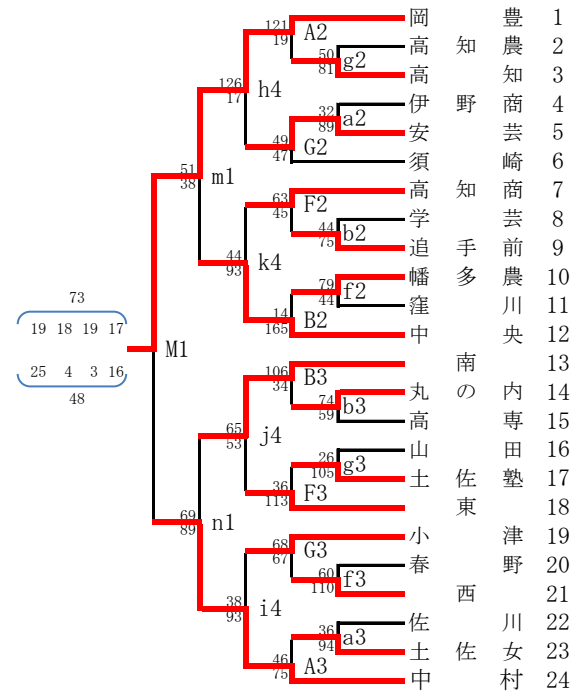 岡豊 1
121 A2
19
高知農 2
50 g2
81
高知 3
126 h4
17
伊野商 4
32 a2
89
安芸 5
49 G2
47
須崎 6
51 m1
38
高知商 7
63 F2
45
学芸 8
44 b2
75
追手前 9
44 k4
93
幡多農 10
79 f2
44
窪川 11
14 B2
165
中央 12
73
19 18 19 17
M1
25 4 3 16
48
南 13
106 B3
34
丸の内 14
74 b3
59
高専 15
65 j4
53
山田 16
26 g3
105
土佐塾 17
36 F3
113
東 18
69 n1
89
小津 19
68 G3
67
春野 20
60 f3
110
西 21
38 i4
93
佐川 22
36 a3
94
土佐女 23
46 A3
75
中村 24